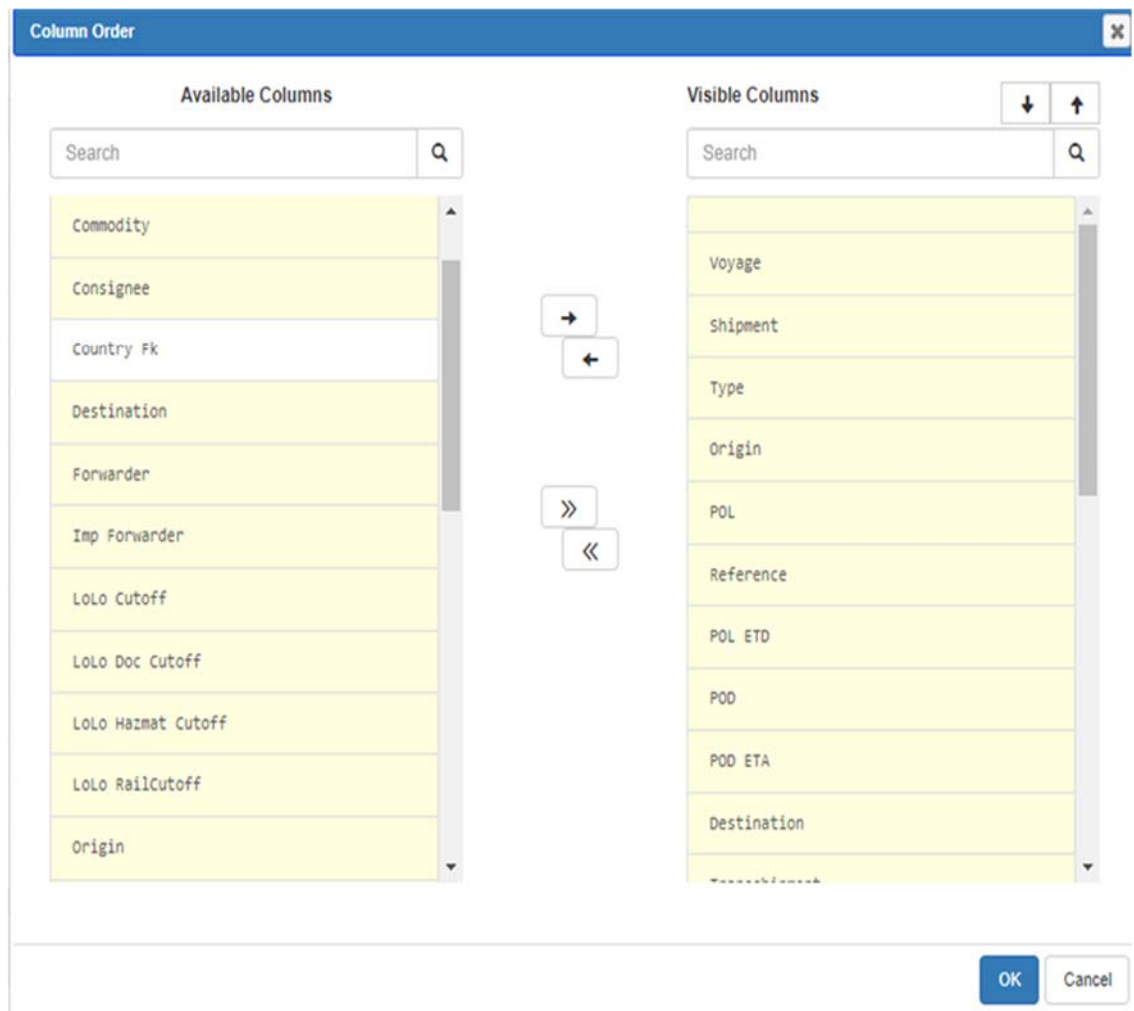 Column Order
Available Columns
Visible Columns
Search
Search
Commodity
Consignee
Country Fk
Destination
Forwarder
Imp Forwarder
LoLo Cutoff
LoLo Doc Cutoff
LoLo Hazmat Cutoff
LoLo RailCutoff
Origin
Voyage
Shipment
Type
Origin
POL
Reference
POL ETD
POD
POD ETA
Destination
OK
Cancel